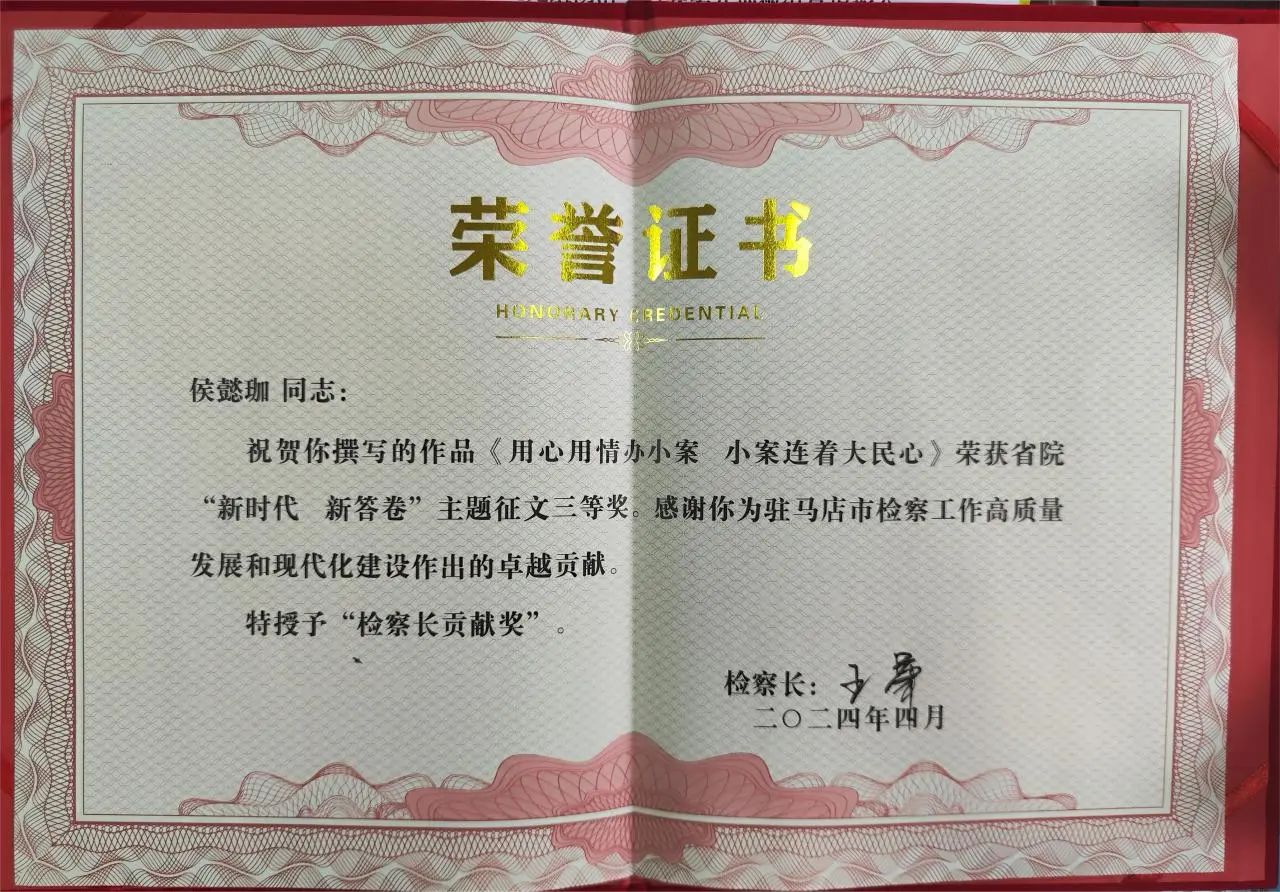 荣誉证书
HONORARY CREDENTIAL
侯懿珈 同志：
祝贺你撰写的作品《用心用情办小案 小案连着大民心》荣获省院
“新时代 新答卷”主题征文三等奖。感谢你为驻马店市检察工作高质量
发展和现代化建设作出的卓越贡献。
特授予“检察长贡献奖”。
检察长：
二〇二四年四月